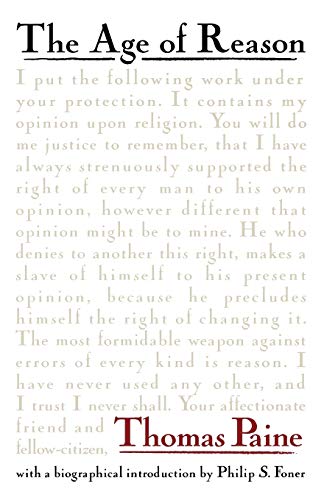 The Age of Reason
I put the following work under
your protection. It contains my
opinion upon religion. You will do
me justice to remember, that I have
always strenuously supported the
right of every man to his own
opinion, however different that
opinion might be to mine. He who
denies to another this right, makes a
slave of himself to his present
opinion, because he precludes
himself the right of changing it.
The most formidable weapon against
errors of every kind is reason. I
have never used any other, and
I trust I never shall. Your affectionate
friend and
fellow-citizen, Thomas Paine
with a biographical introduction by Philip S. Foner